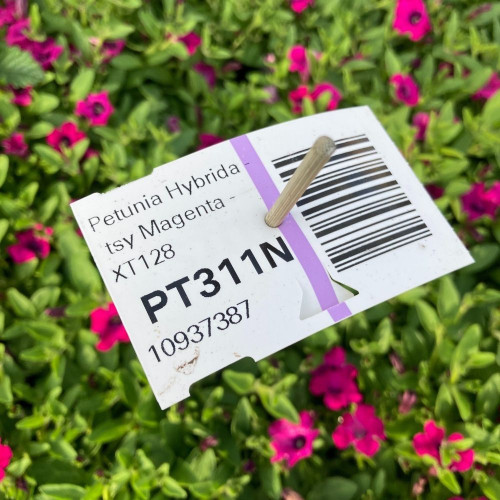 Petunia Hybrida
tsy Magenta -
XT128
PT311N
10937387